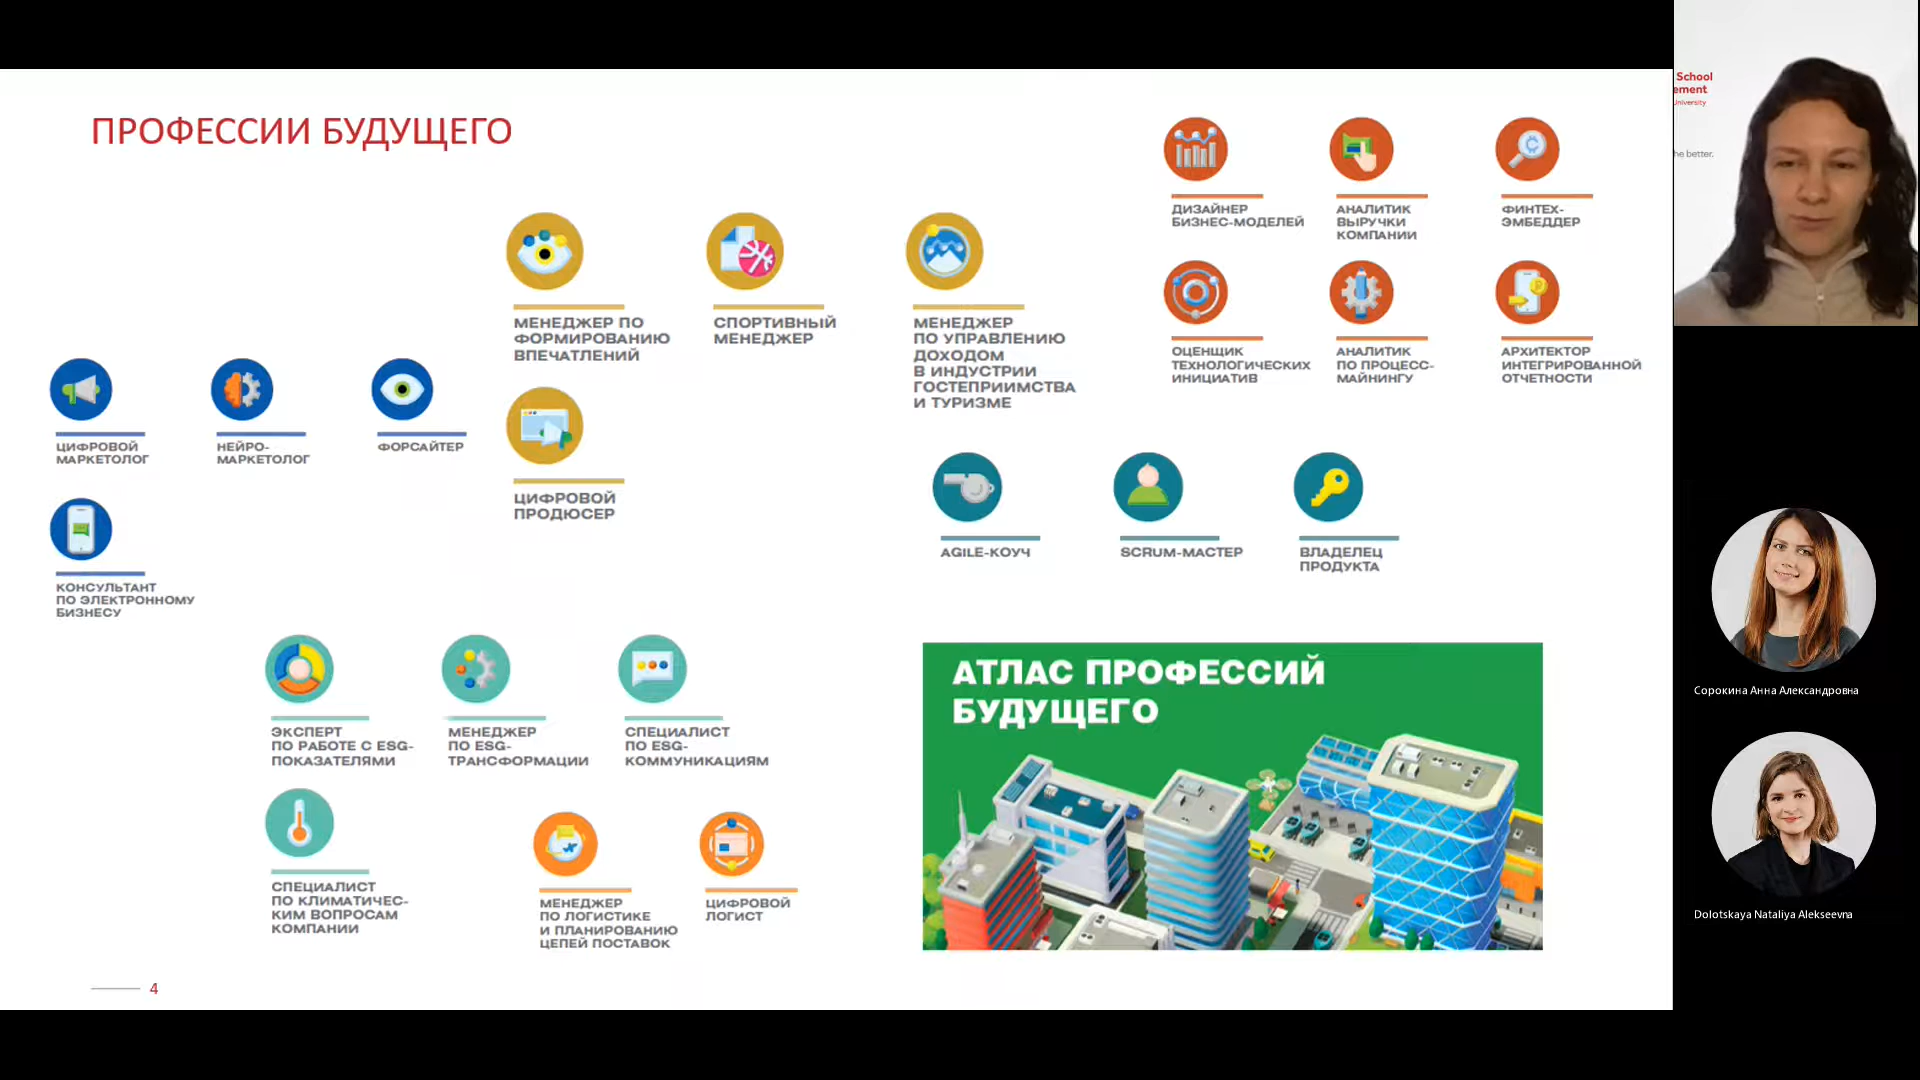 ПРОФЕССИИ БУДУЩЕГО
ЦИФРОВОЙ
МАРКЕТОЛОГ
НЕЙРО-
МАРКЕТОЛОГ
ФОРСАЙТЕР
КОНСУЛЬТАНТ
ПО ЭЛЕКТРОННОМУ
БИЗНЕСУ
МЕНЕДЖЕР ПО
ФОРМИРОВАНИЮ
ВПЕЧАТЛЕНИЙ
СПОРТИВНЫЙ
МЕНЕДЖЕР
МЕНЕДЖЕР
ПО УПРАВЛЕНИЮ
ДОХОДОМ
В ИНДУСТРИИ
ГОСТЕПРИИМСТВА
И ТУРИЗМЕ
ЦИФРОВОЙ
ПРОДЮСЕР
ДИЗАЙНЕР
БИЗНЕС-МОДЕЛЕЙ
АНАЛИТИК
ВЫРУЧКИ
КОМПАНИИ
ФИНТЕХ-
ЭМБЕДДЕР
ОЦЕНЩИК
ТЕХНОЛОГИЧЕСКИХ
ИНИЦИАТИВ
АНАЛИТИК
ПО ПРОЦЕСС-
МАЙНИНГУ
АРХИТЕКТОР
ИНТЕГРИРОВАННОЙ
ОТЧЕТНОСТИ
AGILE-КОУЧ
SCRUM-МАСТЕР
ВЛАДЕЛЕЦ
ПРОДУКТА
ЭКСПЕРТ
ПО РАБОТЕ С ESG-
ПОКАЗАТЕЛЯМИ
МЕНЕДЖЕР
ПО ESG-
ТРАНСФОРМАЦИИ
СПЕЦИАЛИСТ
ПО ESG-
КОММУНИКАЦИЯМ
СПЕЦИАЛИСТ
ПО КЛИМАТИЧЕС-
КИМ ВОПРОСАМ
КОМПАНИИ
МЕНЕДЖЕР
ПО ЛОГИСТИКЕ
И ПЛАНИРОВАНИЮ
ЦЕПЕЙ ПОСТАВОК
ЦИФРОВОЙ
ЛОГИСТ
АТЛАС ПРОФЕССИЙ
БУДУЩЕГО
4
School
ement
University
he better.
Сорокина Анна Александровна
Dolotskaya Nataliya Alekseevna